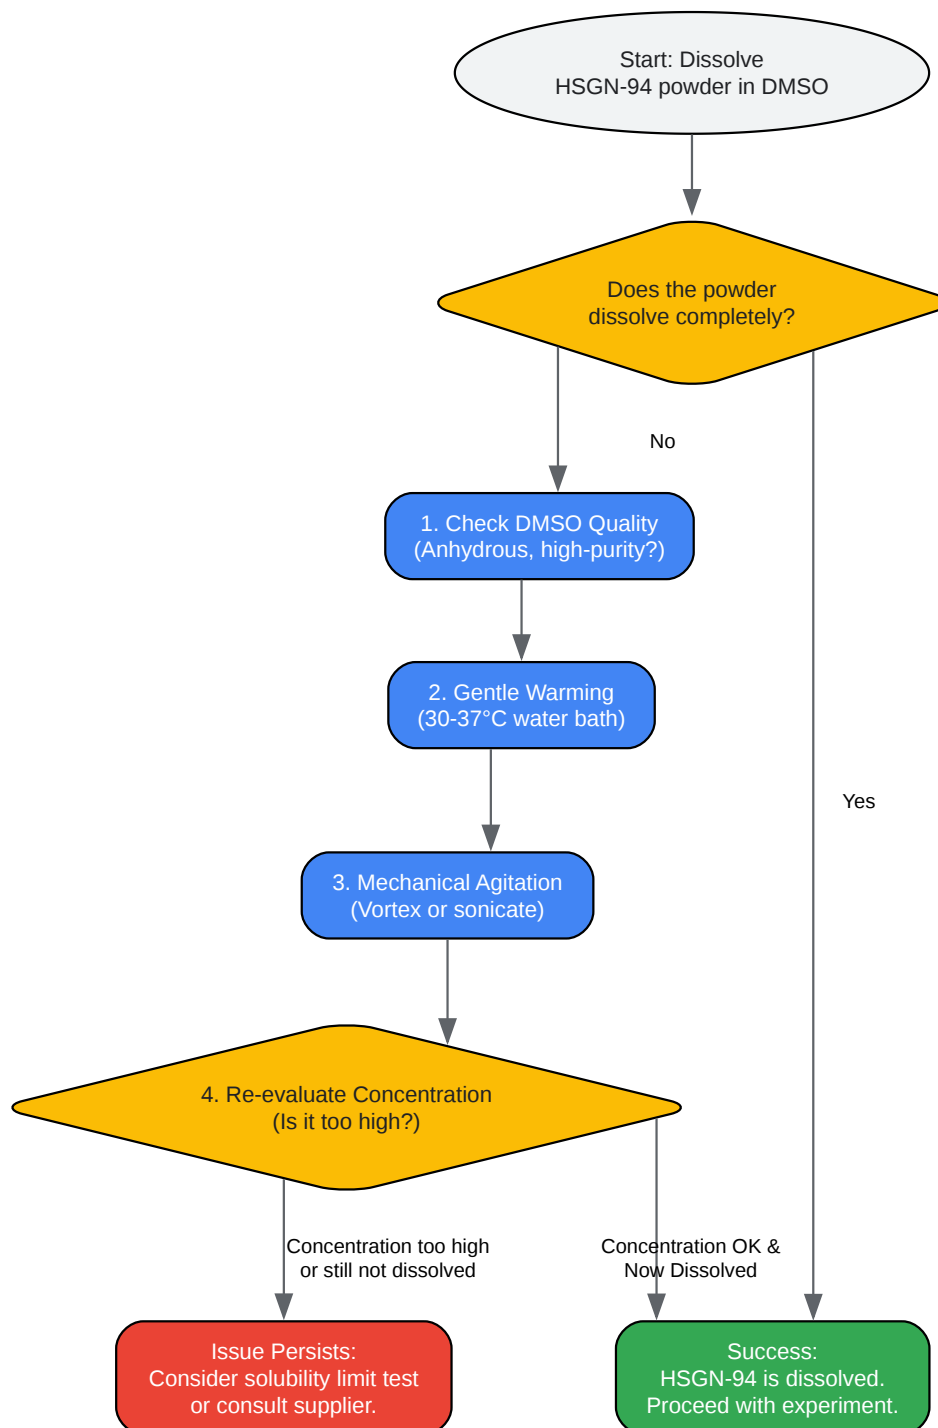 Start: Dissolve
HSGN-94 powder in DMSO
Does the powder
dissolve completely?
No
1. Check DMSO Quality
(Anhydrous, high-purity?)
2. Gentle Warming
(30-37°C water bath)
Yes
3. Mechanical Agitation
(Vortex or sonicate)
4. Re-evaluate Concentration
(Is it too high?)
Concentration too high
or still not dissolved
Concentration OK &
Now Dissolved
Issue Persists:
Consider solubility limit test
or consult supplier.
Success:
HSGN-94 is dissolved.
Proceed with experiment.